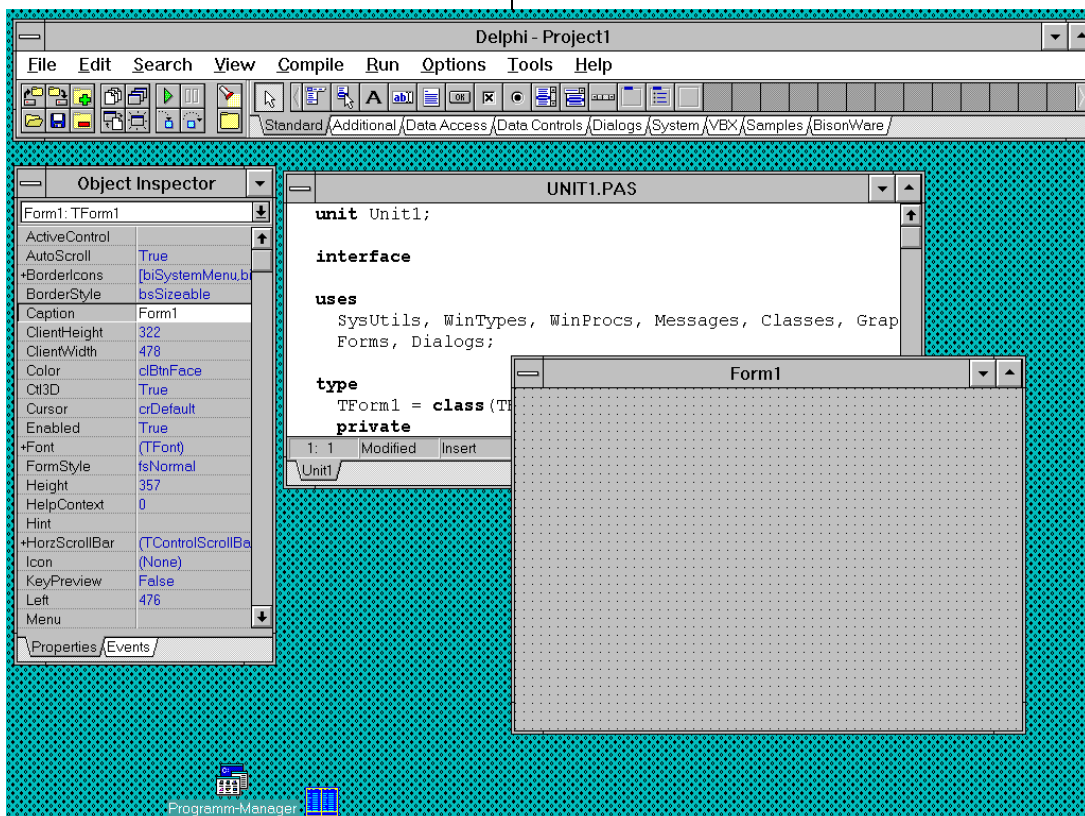 Delphi - Project1
File Edit Search View Compile Run Options Tools Help
A ab OK
Standard Additional Data Access Data Controls Dialogs System VBX Samples BisonWare
Object Inspector
Form1: TForm1
ActiveControl
AutoScroll True
+BorderIcons [biSystemMenu,bi
BorderStyle bsSizeable
Caption Form1
ClientHeight 322
ClientWidth 478
Color clBtnFace
Ctl3D True
Cursor crDefault
Enabled True
+Font (TFont)
FormStyle fsNormal
Height 357
HelpContext 0
Hint
+HorzScrollBar (TControlScrollBa
Icon (None)
KeyPreview False
Left 476
Menu
Properties Events
UNIT1.PAS
unit Unit1;
interface
uses
SysUtils, WinTypes, WinProcs, Messages, Classes, Grap
Forms, Dialogs;
type
TForm1 = class(TF
private
1: 1 Modified Insert
Unit1
Form1
Programm-Manager